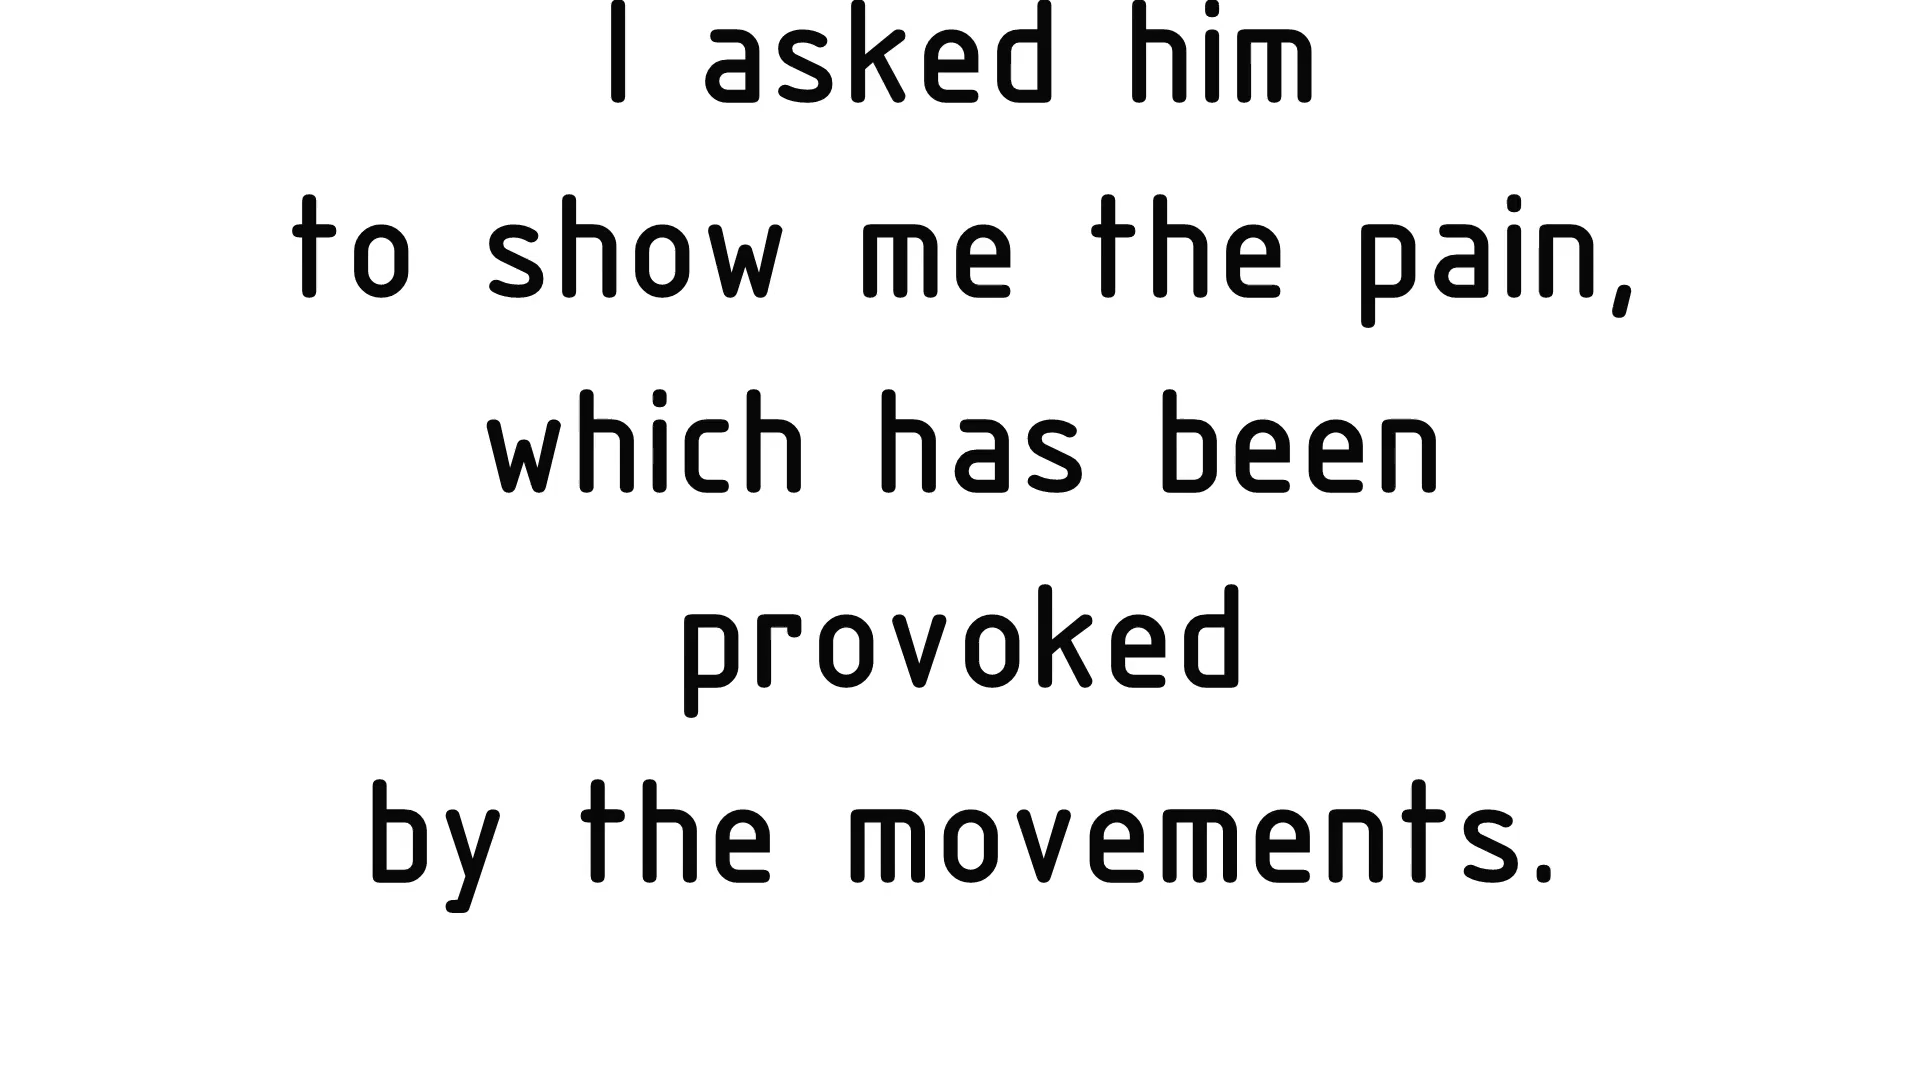 I asked him
to show me the pain,
which has been
provoked
by the movements.